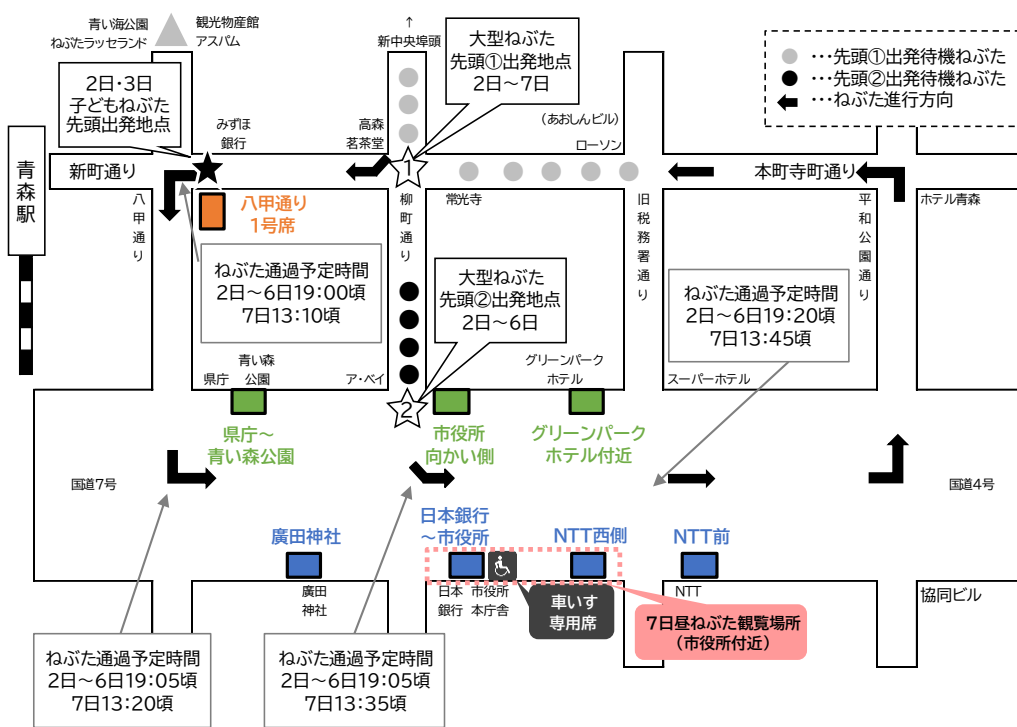 青い海公園
ねぶたラッセランド
観光物産館
アスパム
↑
新中央埠頭
大型ねぶた
先頭①出発地点
2日～7日
●…先頭①出発待機ねぶた
●…先頭②出発待機ねぶた
←…ねぶた進行方向
2日・3日
子どもねぶた
先頭出発地点
みずほ
銀行
高森
茗茶堂
(あおしんビル)
ローソン
青森駅
新町通り
1
本町寺町通り
八甲通り
八甲通り
1号席
柳町通り
常光寺
旧税務署通り
平和公園通り
ホテル青森
ねぶた通過予定時間
2日～6日19:00頃
7日13:10頃
大型ねぶた
先頭②出発地点
2日～6日
ねぶた通過予定時間
2日～6日19:20頃
7日13:45頃
県庁
青い森
公園
ア・ベイ
グリーンパーク
ホテル
スーパーホテル
2
県庁～
青い森公園
市役所
向かい側
グリーンパーク
ホテル付近
国道7号
国道4号
廣田神社
日本銀行
～市役所
NTT西側
NTT前
廣田
神社
日本
銀行
市役所
本庁舎
車いす
専用席
NTT
協同ビル
7日昼ねぶた観覧場所
(市役所付近)
ねぶた通過予定時間
2日～6日19:05頃
7日13:20頃
ねぶた通過予定時間
2日～6日19:05頃
7日13:35頃